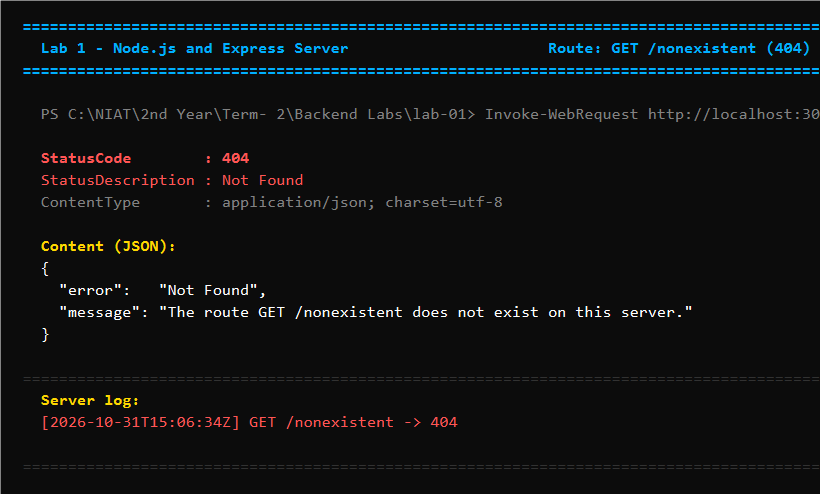 ================================================================================
Lab 1 - Node.js and Express Server Route: GET /nonexistent (404)
================================================================================
PS C:\NIAT\2nd Year\Term- 2\Backend Labs\lab-01> Invoke-WebRequest http://localhost:30
StatusCode : 404
StatusDescription : Not Found
ContentType : application/json; charset=utf-8
Content (JSON):
{
"error": "Not Found",
"message": "The route GET /nonexistent does not exist on this server."
}
================================================================================
Server log:
[2026-10-31T15:06:34Z] GET /nonexistent -> 404
================================================================================